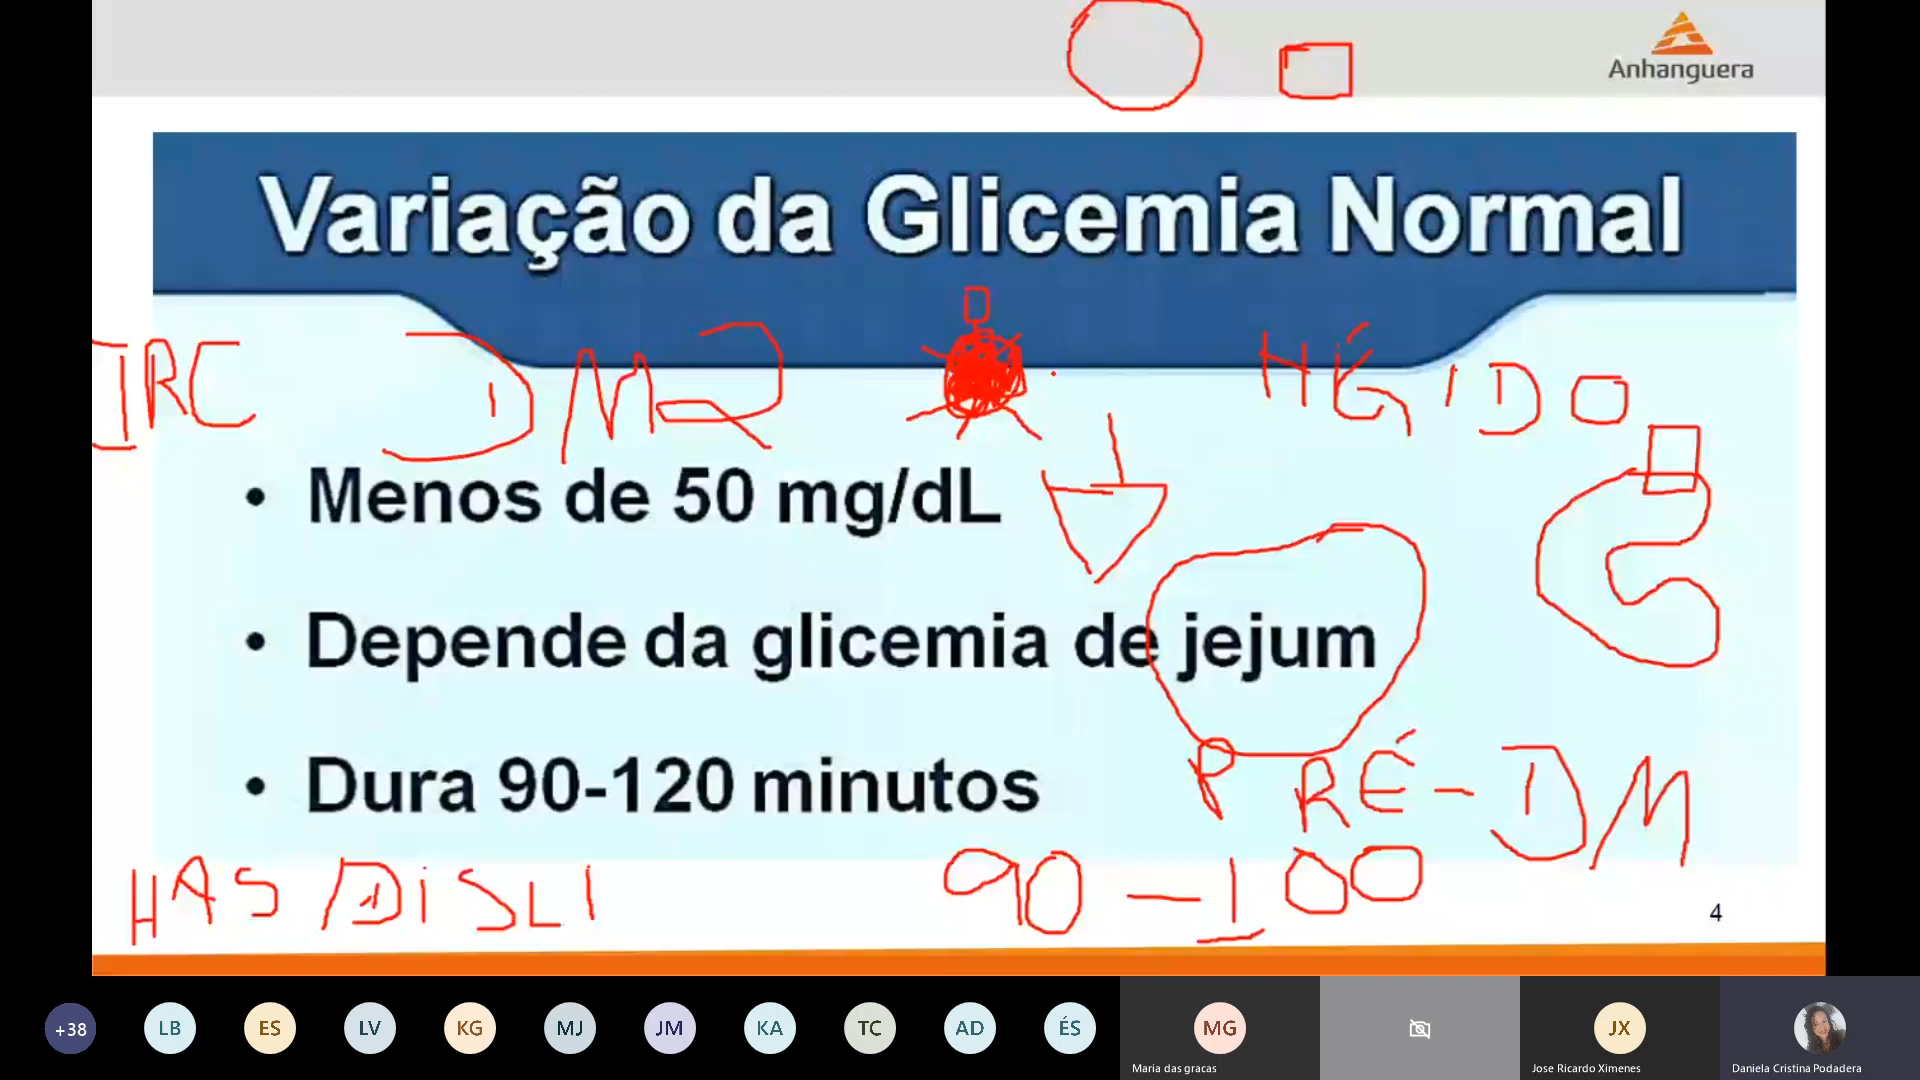 Anhanguera
Variação da Glicemia Normal
IRC DM2 HÍGIDO
• Menos de 50 mg/dL
• Depende da glicemia de jejum
PRÉ-DM
• Dura 90-120 minutos
HAS/DiSLI
90-100
4
+38 LB ES LV KG MJ JM KA TC AD ÉS MG JX
Maria das gracas Jose Ricardo Ximenes Daniela Cristina Podadera